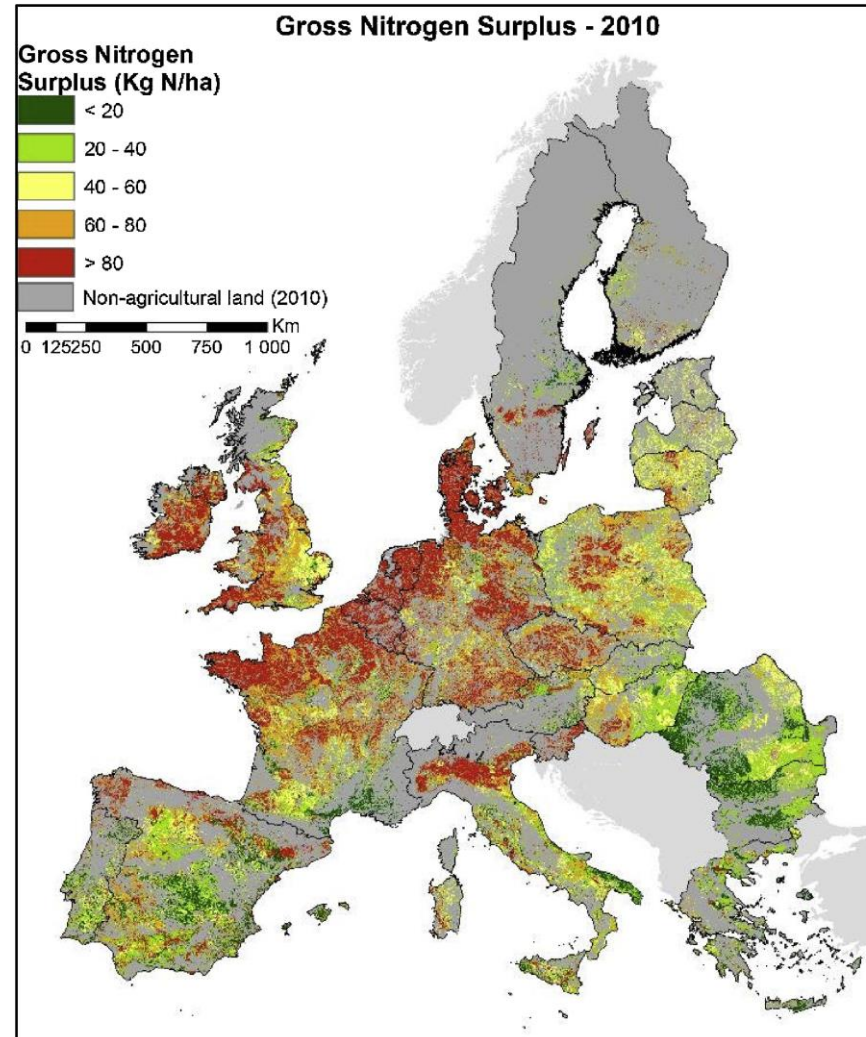 Gross Nitrogen Surplus - 2010
Gross Nitrogen
Surplus (Kg N/ha)
< 20
20 - 40
40 - 60
60 - 80
> 80
Non-agricultural land (2010)
Km
0 125250 500 750 1 000